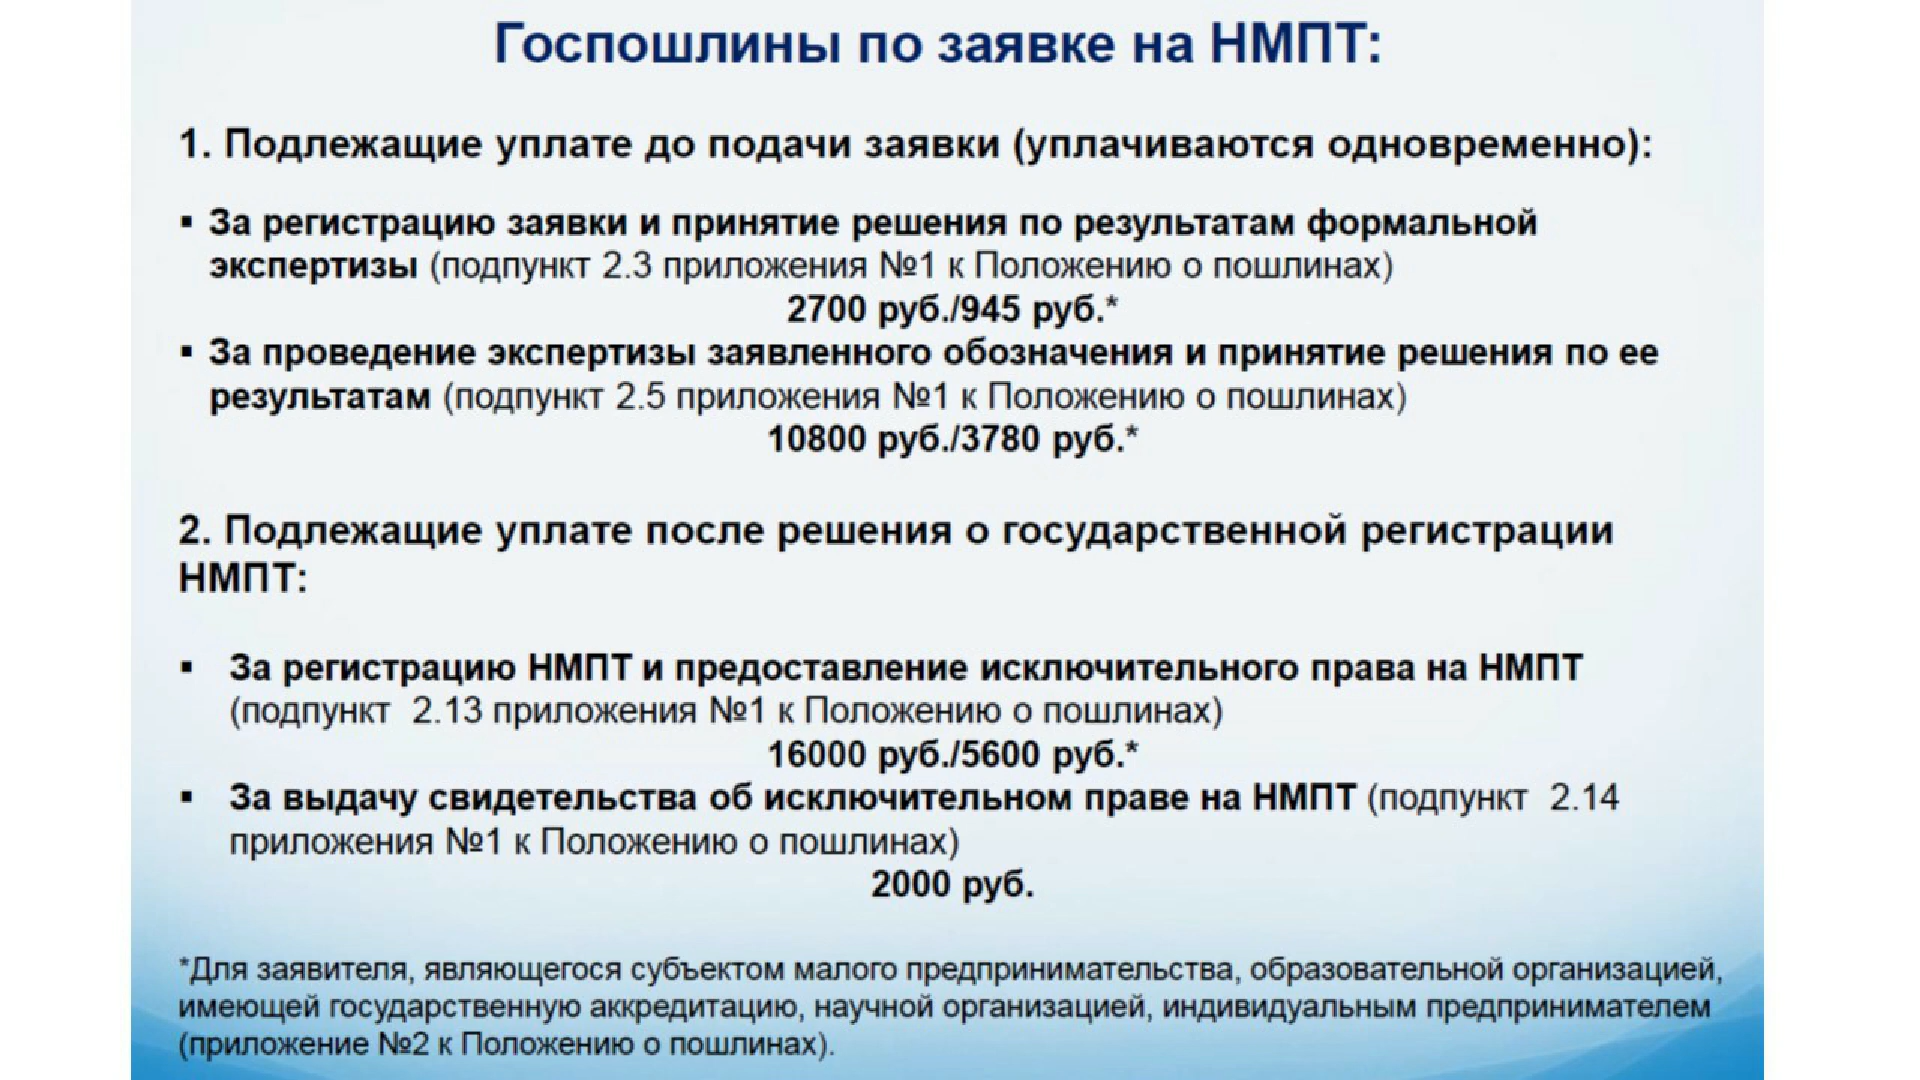 Госпошлины по заявке на НМПТ:
1. Подлежащие уплате до подачи заявки (уплачиваются одновременно):
▪ За регистрацию заявки и принятие решения по результатам формальной
экспертизы (подпункт 2.3 приложения №1 к Положению о пошлинах)
2700 руб./945 руб.*
▪ За проведение экспертизы заявленного обозначения и принятие решения по ее
результатам (подпункт 2.5 приложения №1 к Положению о пошлинах)
10800 руб./3780 руб.*
2. Подлежащие уплате после решения о государственной регистрации
НМПТ:
▪ За регистрацию НМПТ и предоставление исключительного права на НМПТ
(подпункт 2.13 приложения №1 к Положению о пошлинах)
16000 руб./5600 руб.*
▪ За выдачу свидетельства об исключительном праве на НМПТ (подпункт 2.14
приложения №1 к Положению о пошлинах)
2000 руб.
*Для заявителя, являющегося субъектом малого предпринимательства, образовательной организацией,
имеющей государственную аккредитацию, научной организацией, индивидуальным предпринимателем
(приложение №2 к Положению о пошлинах).